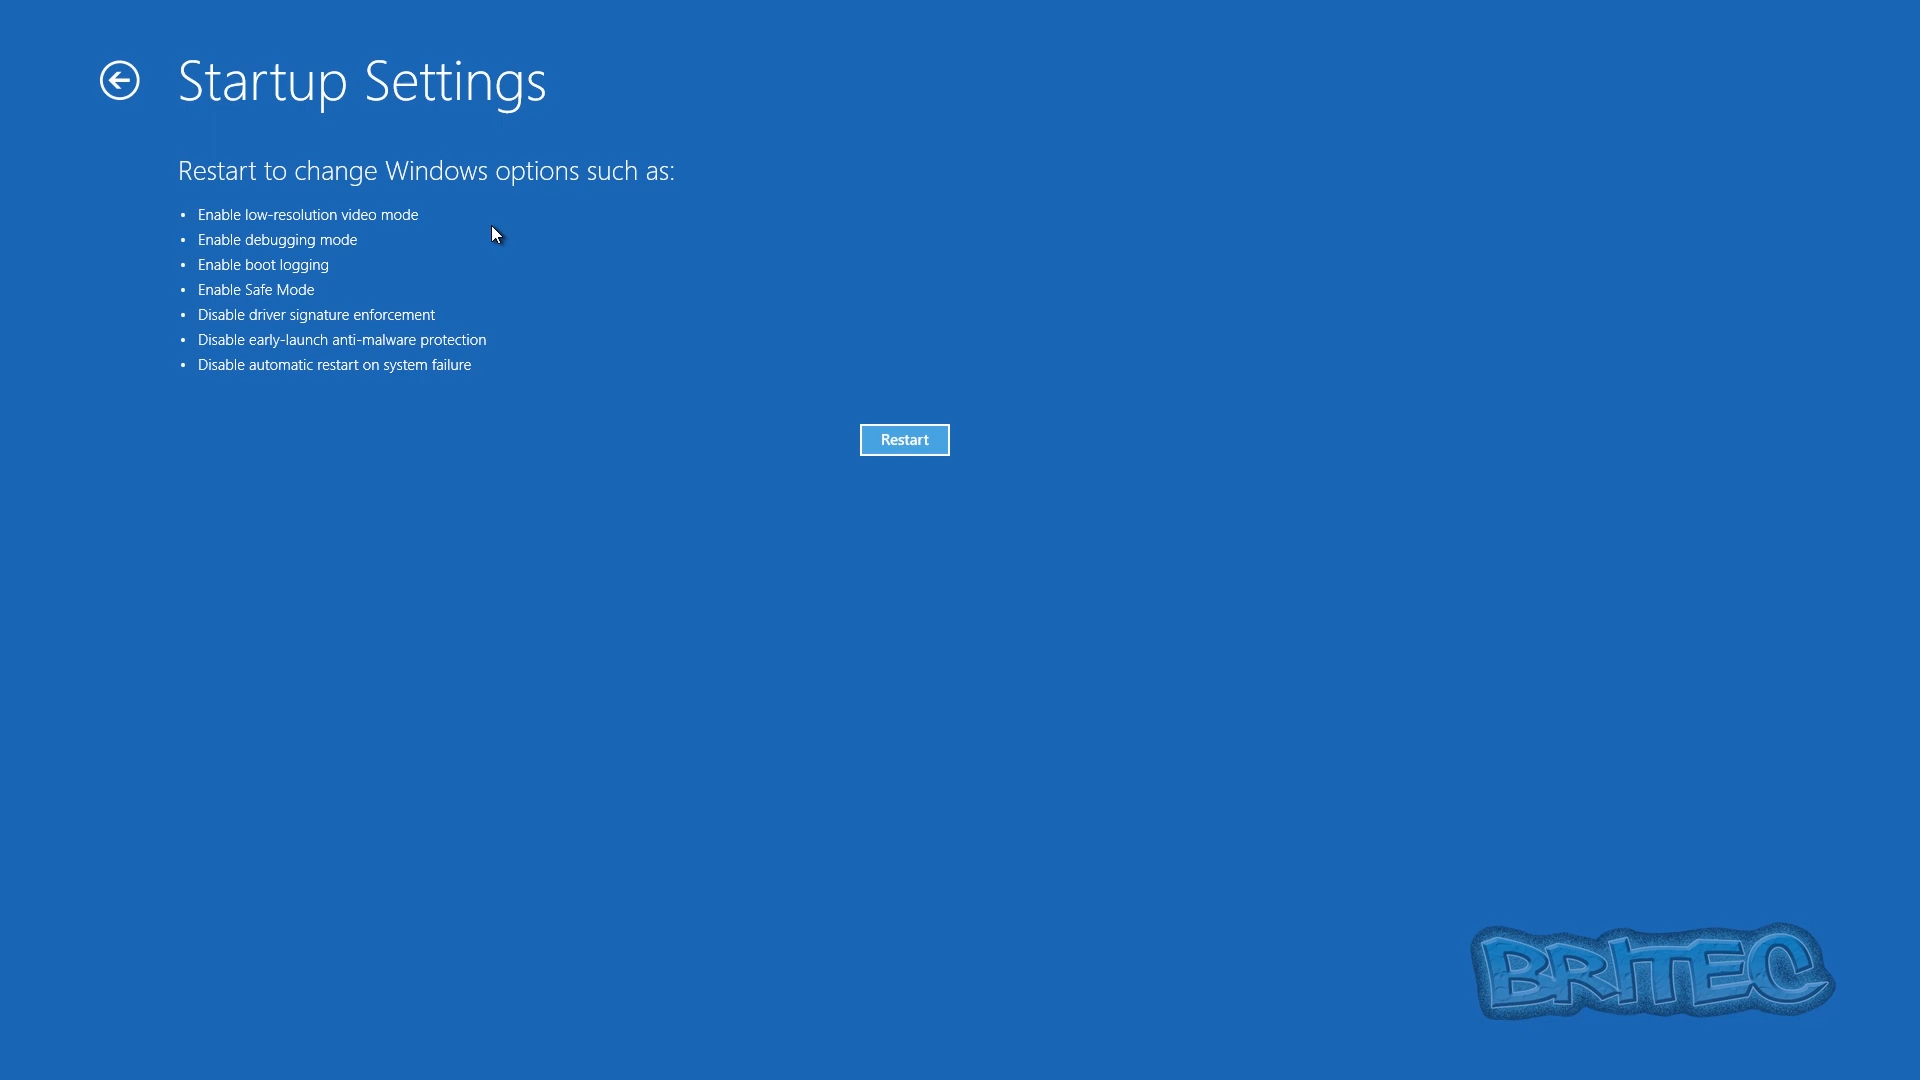 Startup Settings
Restart to change Windows options such as:
• Enable low-resolution video mode
• Enable debugging mode
• Enable boot logging
• Enable Safe Mode
• Disable driver signature enforcement
• Disable early-launch anti-malware protection
• Disable automatic restart on system failure
Restart
BRITEC